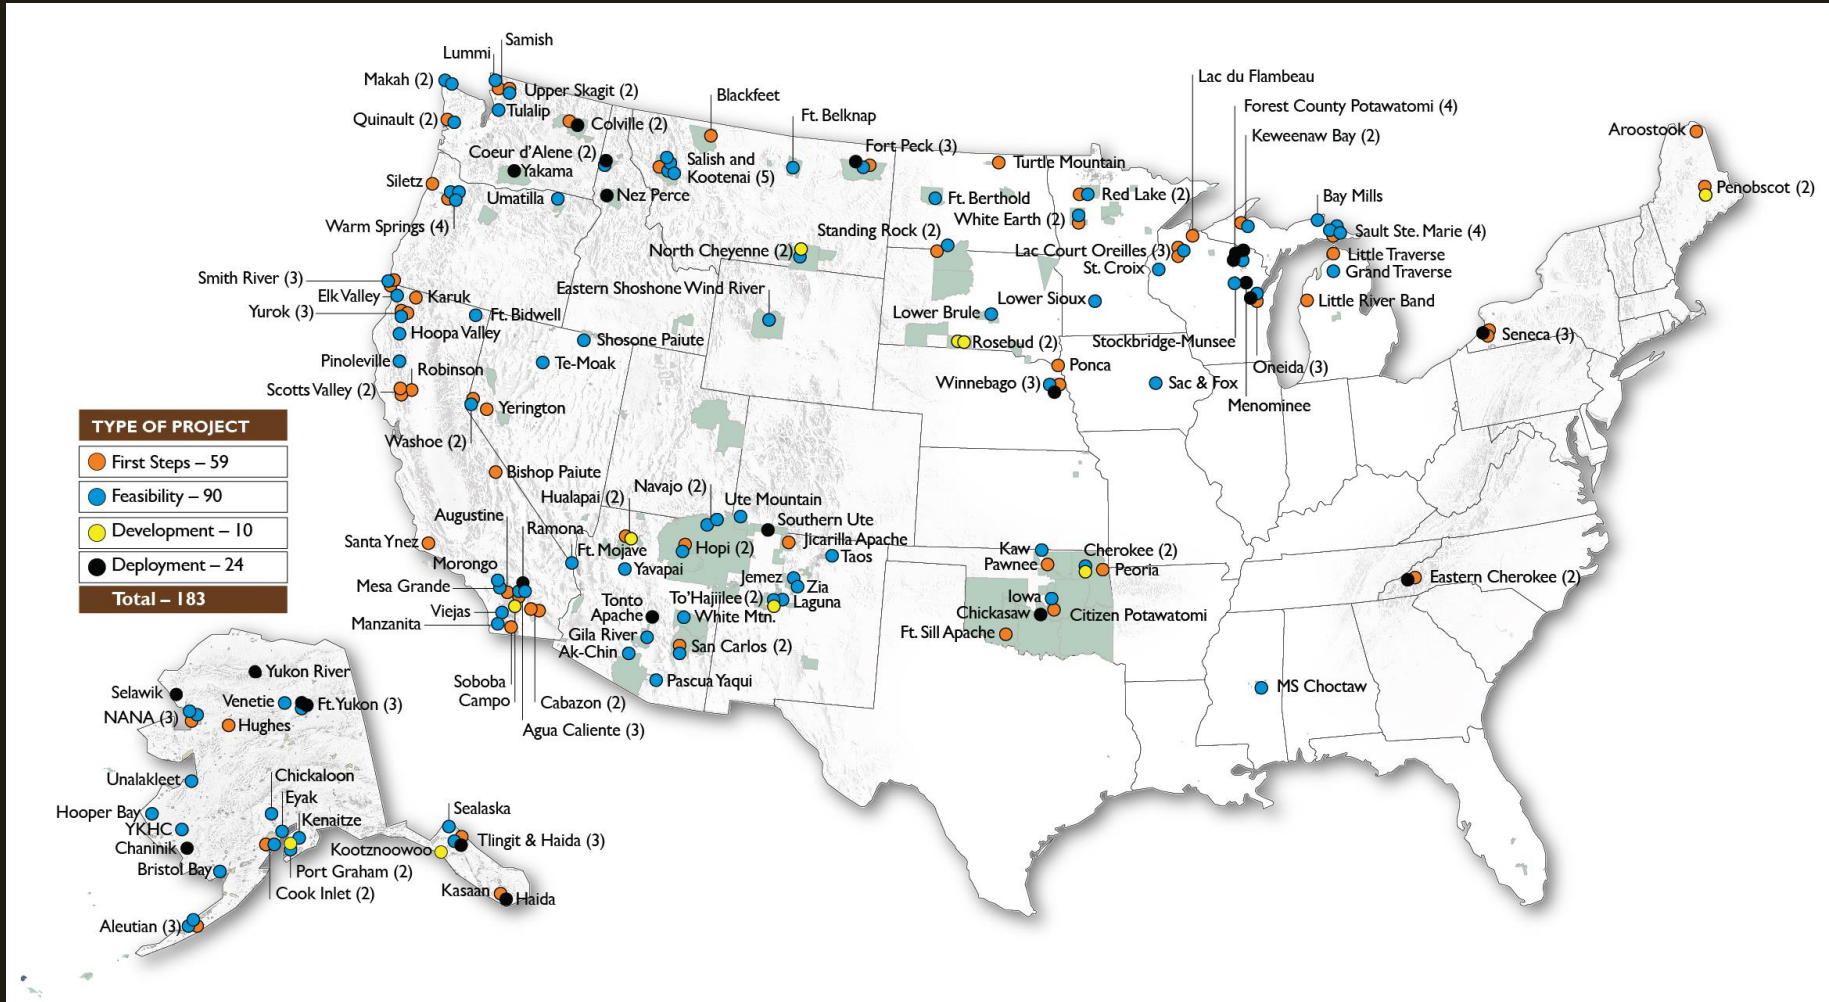 Samish
Lummi
Makah (2)
Upper Skagit (2)
Tulalip
Quinault (2)
Colville (2)
Coeur d'Alene (2)
Yakama
Siletz
Umatilla
Nez Perce
Warm Springs (4)
Blackfeet
Salish and
Kootenai (5)
Ft. Belknap
Fort Peck (3)
Turtle Mountain
Ft. Berthold
Red Lake (2)
White Earth (2)
Standing Rock (2)
North Cheyenne (2)
Lac du Flambeau
Forest County Potawatomi (4)
Keweenaw Bay (2)
Bay Mills
Sault Ste. Marie (4)
Little Traverse
Grand Traverse
Little River Band
Aroostook
Penobscot (2)
Lac Court Oreilles (3)
St. Croix
Smith River (3)
Elk Valley
Karuk
Yurok (3)
Ft. Bidwell
Hoopa Valley
Eastern Shoshone Wind River
Lower Sioux
Lower Brule
Rosebud (2)
Stockbridge-Munsee
Oneida (3)
Menominee
Seneca (3)
Shosone Paiute
Te-Moak
Pinoleville
Robinson
Scotts Valley (2)
Yerington
Washoe (2)
Ponca
Winnebago (3)
Sac & Fox
TYPE OF PROJECT
First Steps – 59
Feasibility – 90
Development – 10
Deployment – 24
Total – 183
Bishop Paiute
Hualapai (2)
Navajo (2)
Ute Mountain
Southern Ute
Jicarilla Apache
Taos
Augustine
Ramona
Santa Ynez
Ft. Mojave
Hopi (2)
Yavapai
Morongo
Mesa Grande
Viejas
Manzanita
Jemez
Zia
To'Hajiilee (2)
Laguna
Tonto
Apache
White Mtn.
Gila River
Ak-Chin
San Carlos (2)
Pascua Yaqui
Soboba
Campo
Cabazon (2)
Agua Caliente (3)
Kaw
Pawnee
Cherokee (2)
Peoria
Iowa
Chickasaw
Citizen Potawatomi
Ft. Sill Apache
Eastern Cherokee (2)
MS Choctaw
Yukon River
Selawik
Venetie
Ft. Yukon (3)
NANA (3)
Hughes
Unalakleet
Chickaloon
Eyak
Kenaitze
Hooper Bay
YKHC
Chaninik
Bristol Bay
Port Graham (2)
Cook Inlet (2)
Aleutian (3)
Sealaska
Tlingit & Haida (3)
Kootznoowoo
Kasaan
Haida